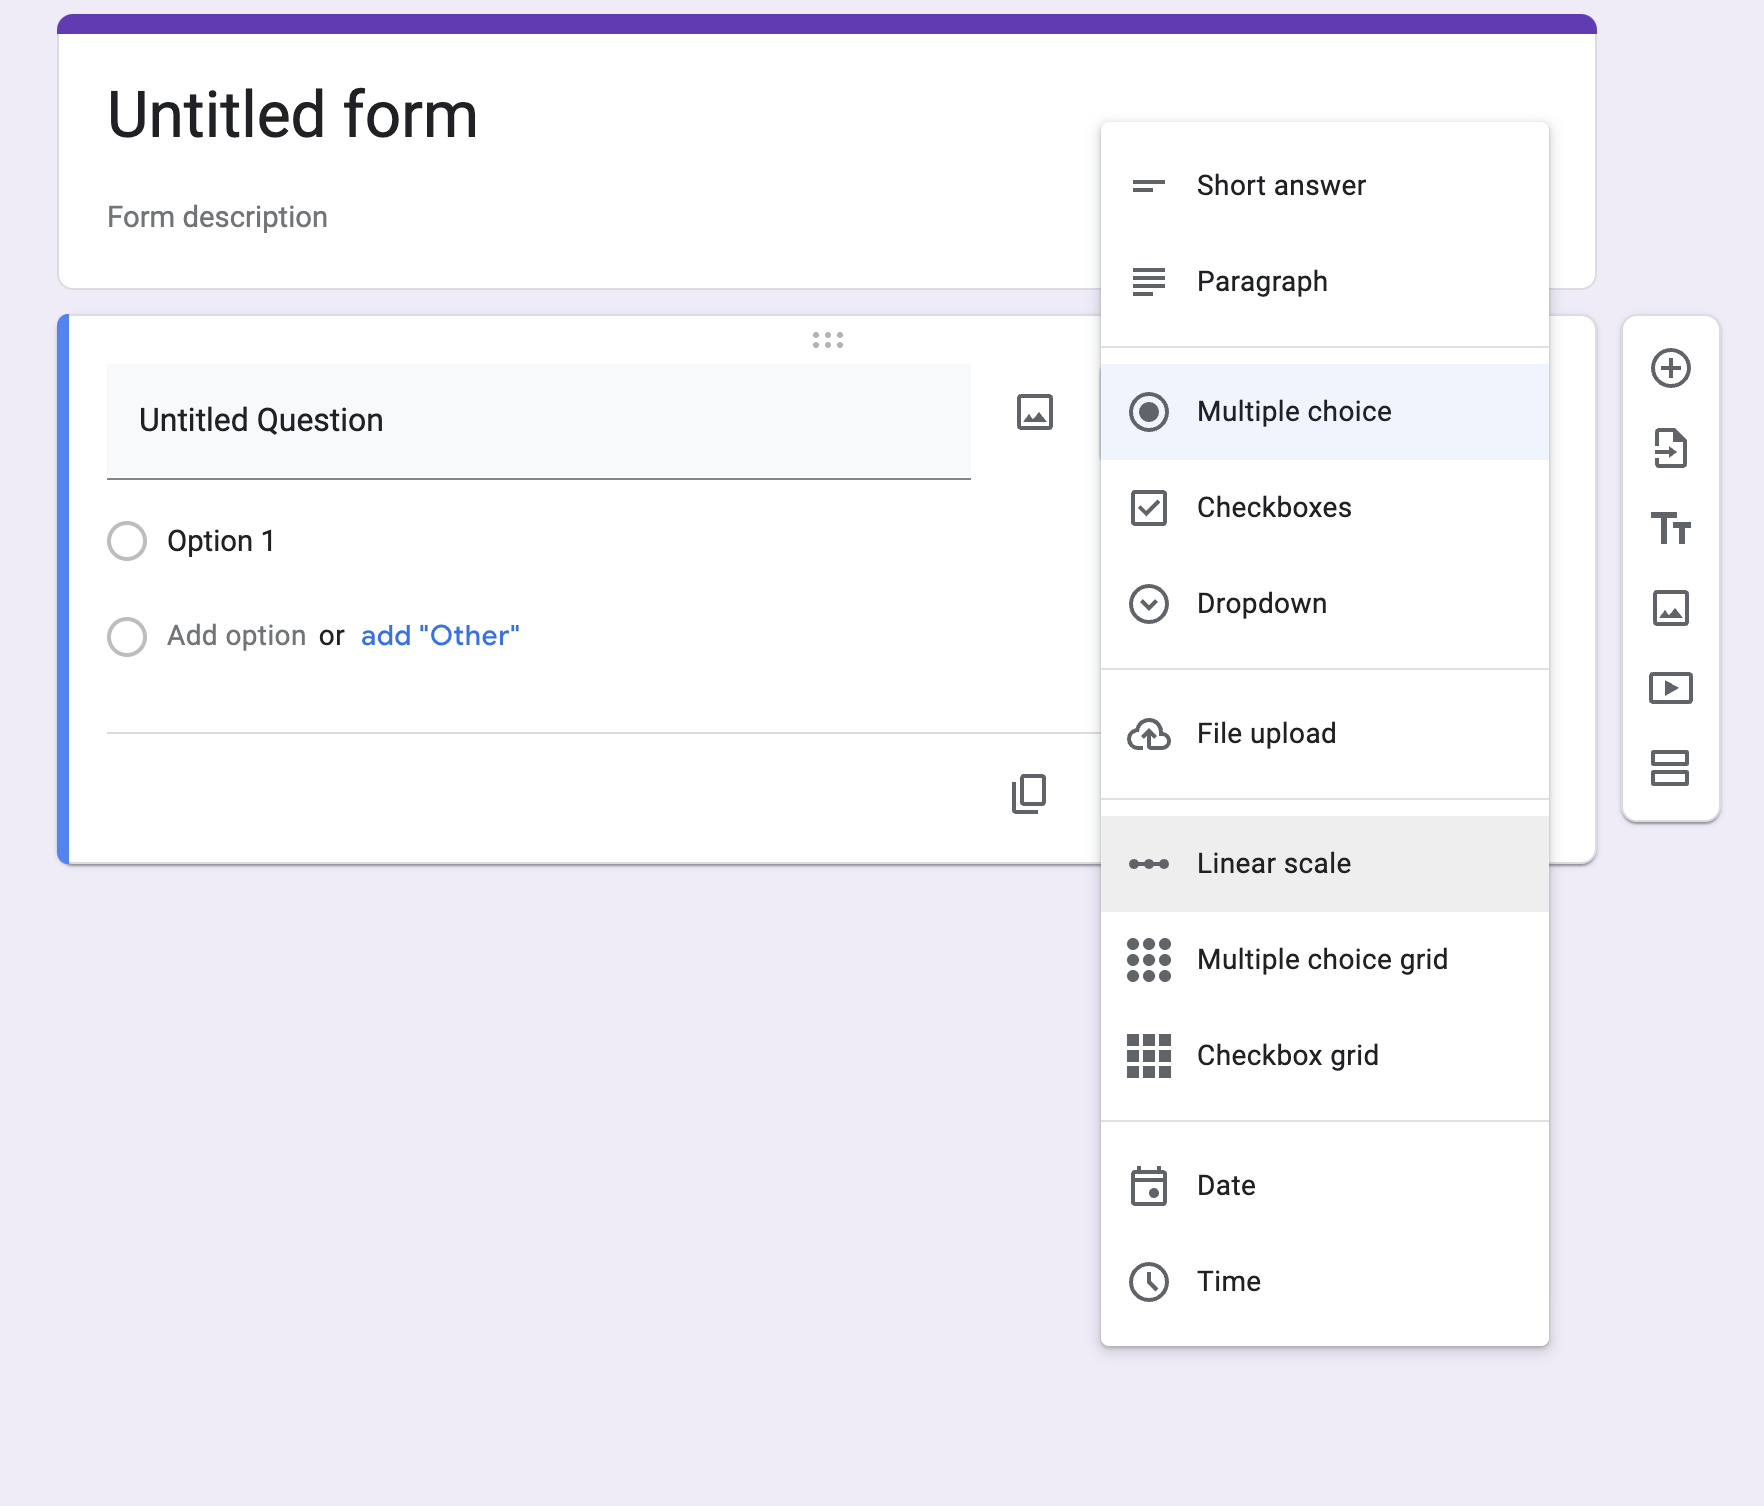 Untitled form
Form description
Untitled Question
Option 1
Add option or add "Other"
Short answer
Paragraph
Multiple choice
Checkboxes
Dropdown
File upload
Linear scale
Multiple choice grid
Checkbox grid
Date
Time
Tт